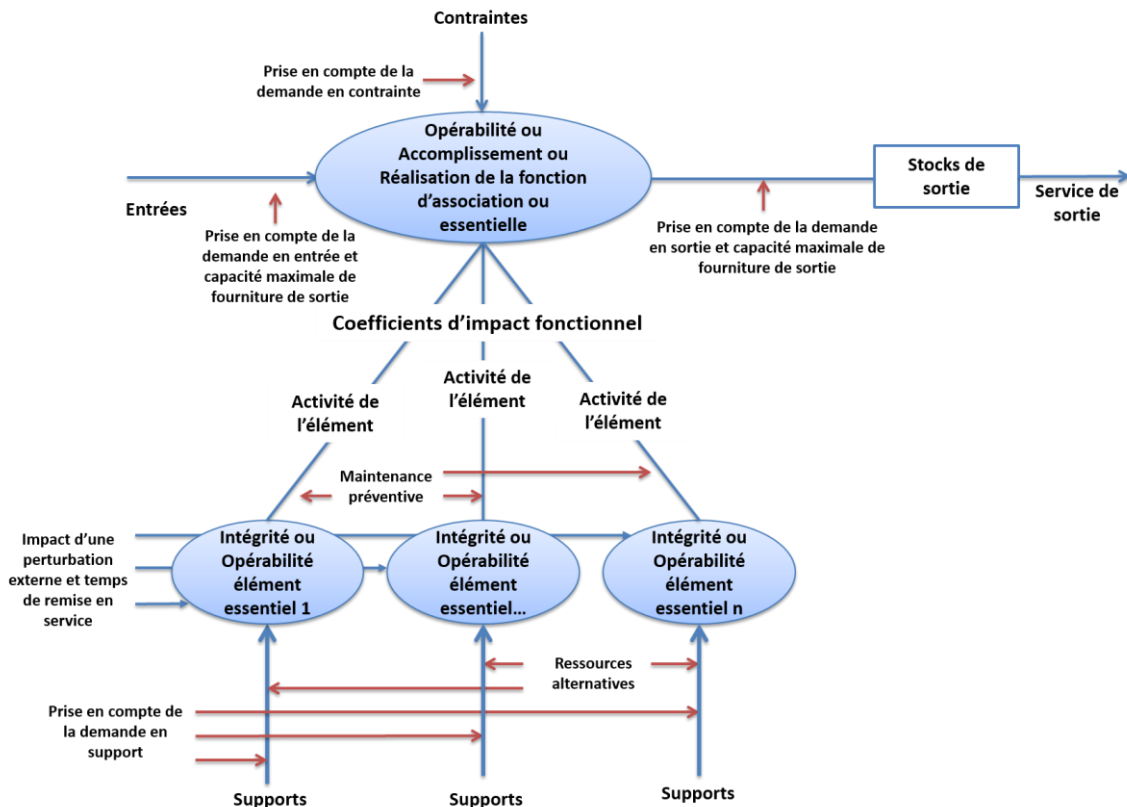 Contraintes
Prise en compte de la
demande en contrainte
Opérabilité ou
Accomplissement ou
Réalisation de la fonction
d'association ou
essentielle
Entrées
Prise en compte de la
demande en entrée et
capacité maximale de
fourniture de sortie
Stocks de
sortie
Service de
sortie
Prise en compte de la demande
en sortie et capacité maximale de
fourniture de sortie
Coefficients d'impact fonctionnel
Activité de
l'élément
Activité de
l'élément
Activité de
l'élément
Maintenance
préventive
Impact d'une
perturbation
externe et temps
de remise en
service
Intégrité ou
Opérabilité
élément
essentiel 1
Intégrité ou
Opérabilité
élément
essentiel...
Intégrité ou
Opérabilité
élément
essentiel n
Ressources
alternatives
Prise en compte de
la demande en
support
Supports
Supports
Supports